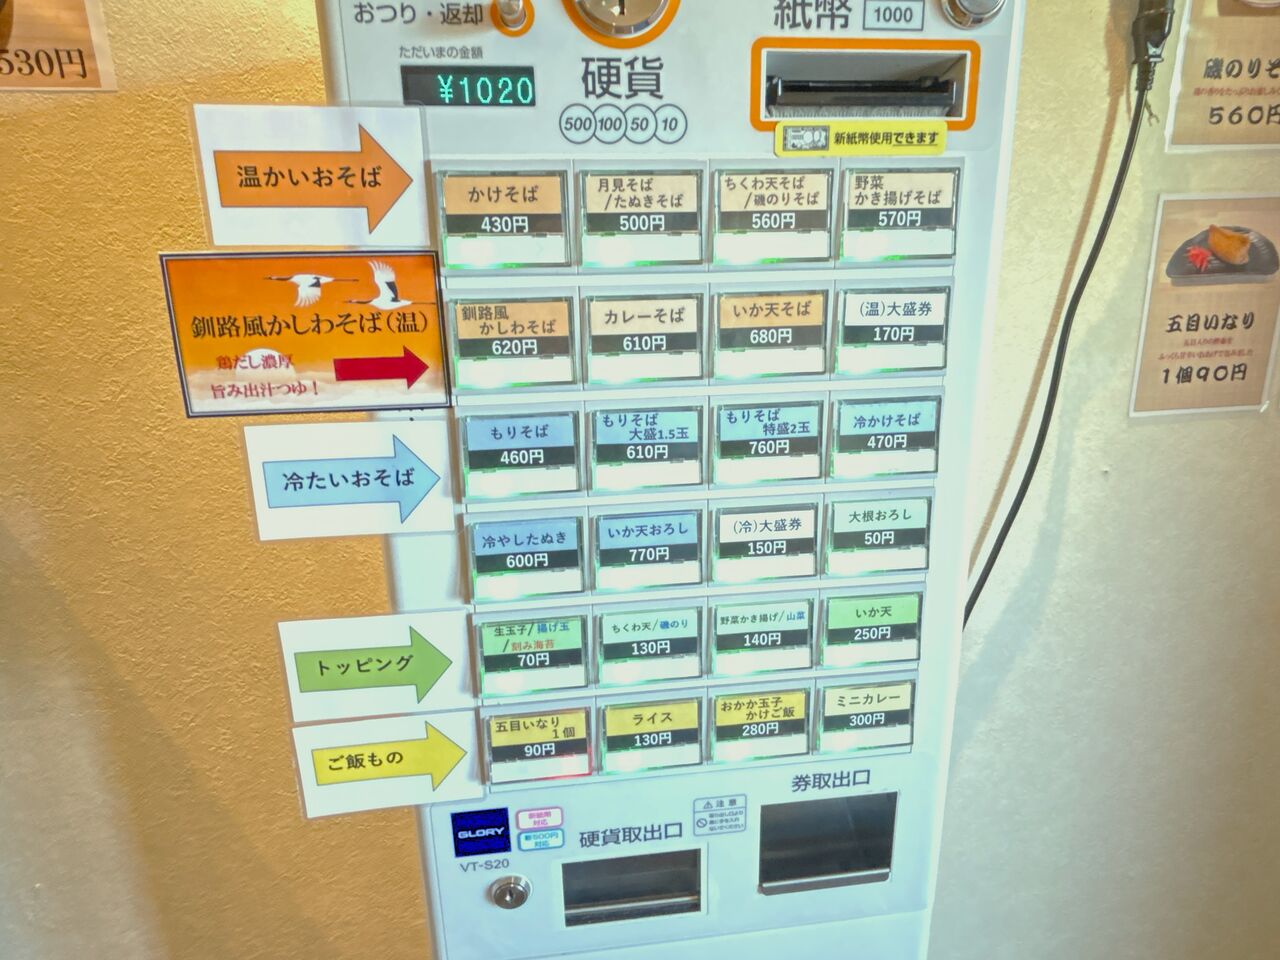 おつり・返却
紙幣 1000
530円
ただいまの金額
¥1020
硬貨
500 100 50 10
新紙幣使用できます
磯のりそ
560円
温かいおそば
かけそば
430円
月見そば
/たぬきそば
500円
ちくわ天そば
/磯のりそば
560円
野菜
かき揚げそば
570円
釧路風かしわそば(温)
鶏だし濃厚
旨み出汁つゆ!
釧路風
かしわそば
620円
カレーそば
610円
いか天そば
680円
(温)大盛券
170円
五目いなり
1個90円
冷たいおそば
もりそば
460円
もりそば
大盛1.5玉
610円
もりそば
特盛2玉
760円
冷かけそば
470円
冷やしたぬき
600円
いか天おろし
770円
(冷)大盛券
150円
大根おろし
50円
トッピング
生玉子/揚げ玉
/刻み海苔
70円
ちくわ天/磯のり
130円
野菜かき揚げ/山菜
140円
いか天
250円
ご飯もの
五目いなり
1個
90円
ライス
130円
おかか玉子
かけご飯
280円
ミニカレー
300円
券取出口
GLORY
新紙幣
対応
新500円
対応
硬貨取出口
注意
VT-S20